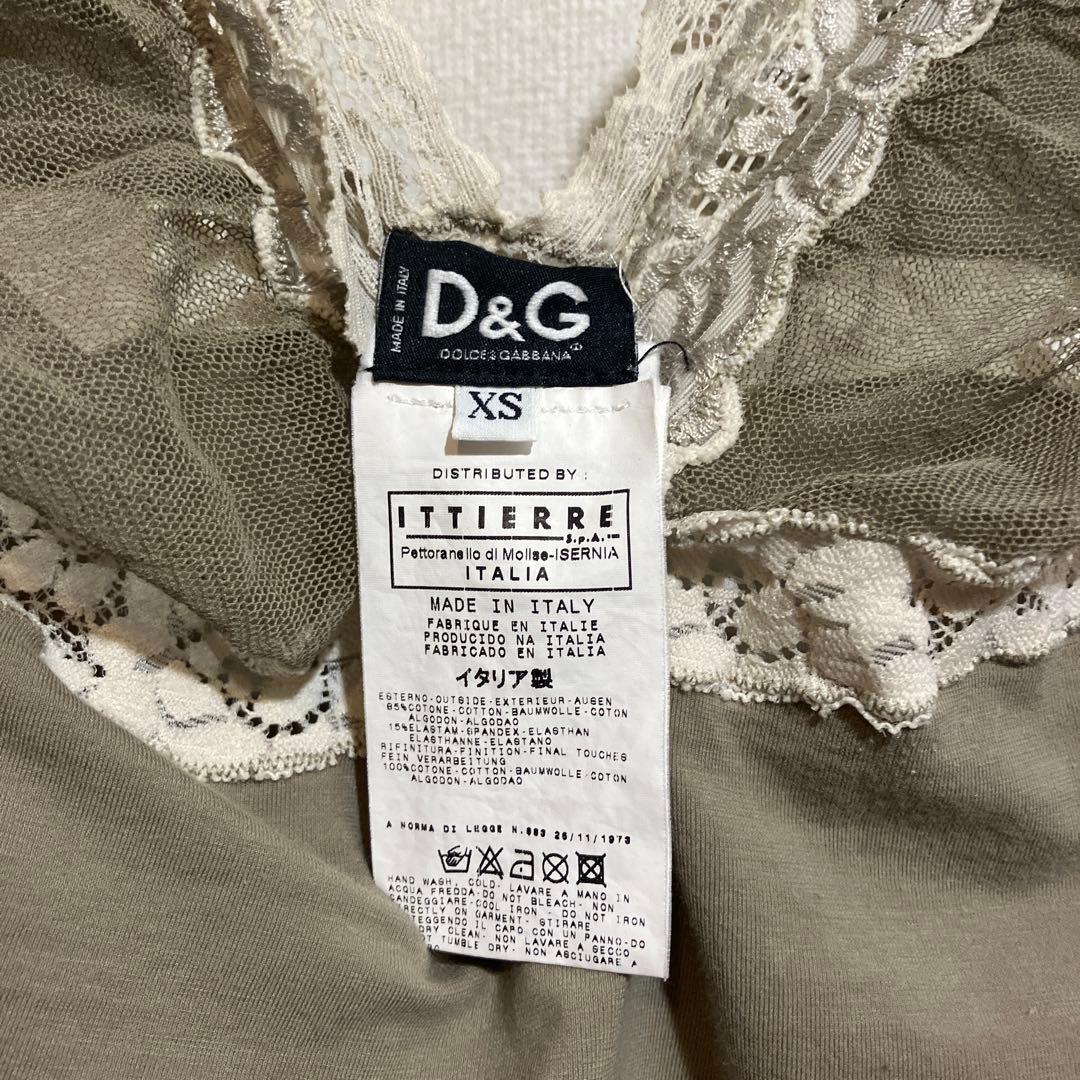 MADE IN ITALY
D&G
DOLCE&GABBANA®
XS
DISTRIBUTED BY :
ITTIERRE
S.p.A.
Pettoranello di Molise-ISERNIA
ITALIA
MADE IN ITALY
FABRIQUE EN ITALIE
PRODUCIDO NA ITALIA
FABRICADO EN ITALIA
イタリア製
ESTERNO-OUTSIDE-EXTERIEUR-AUSEN
85%COTONE-COTTON-BAUMWOLLE-COTON
ALGODON-ALGODAO
15%ELASTAM-SPANDEX-ELASTHAN
ELASTHANNE-ELASTANO
RIFINITURA-FINITION-FINAL TOUCHES
FEIN VERARBEITUNG
100%COTONE-COTTON-BAUMWOLLE-COTON
ALGODON-ALGODAO
A NORMA DI LEGGE N.883 26/11/1973
HAND WASH, COLD- LAVARE A MANO IN
ACQUA FREDDA-DO NOT BLEACH- NON
CANDEGGIARE-COOL IRON - DO NOT IRON
DIRECTLY ON GARMENT- STIRARE
TEGGENDO IL CAPO CON UN PANNO-DO
DRY CLEAN- NON LAVARE A SECCO
TUMBLE DRY- NON ASCIUGARE A